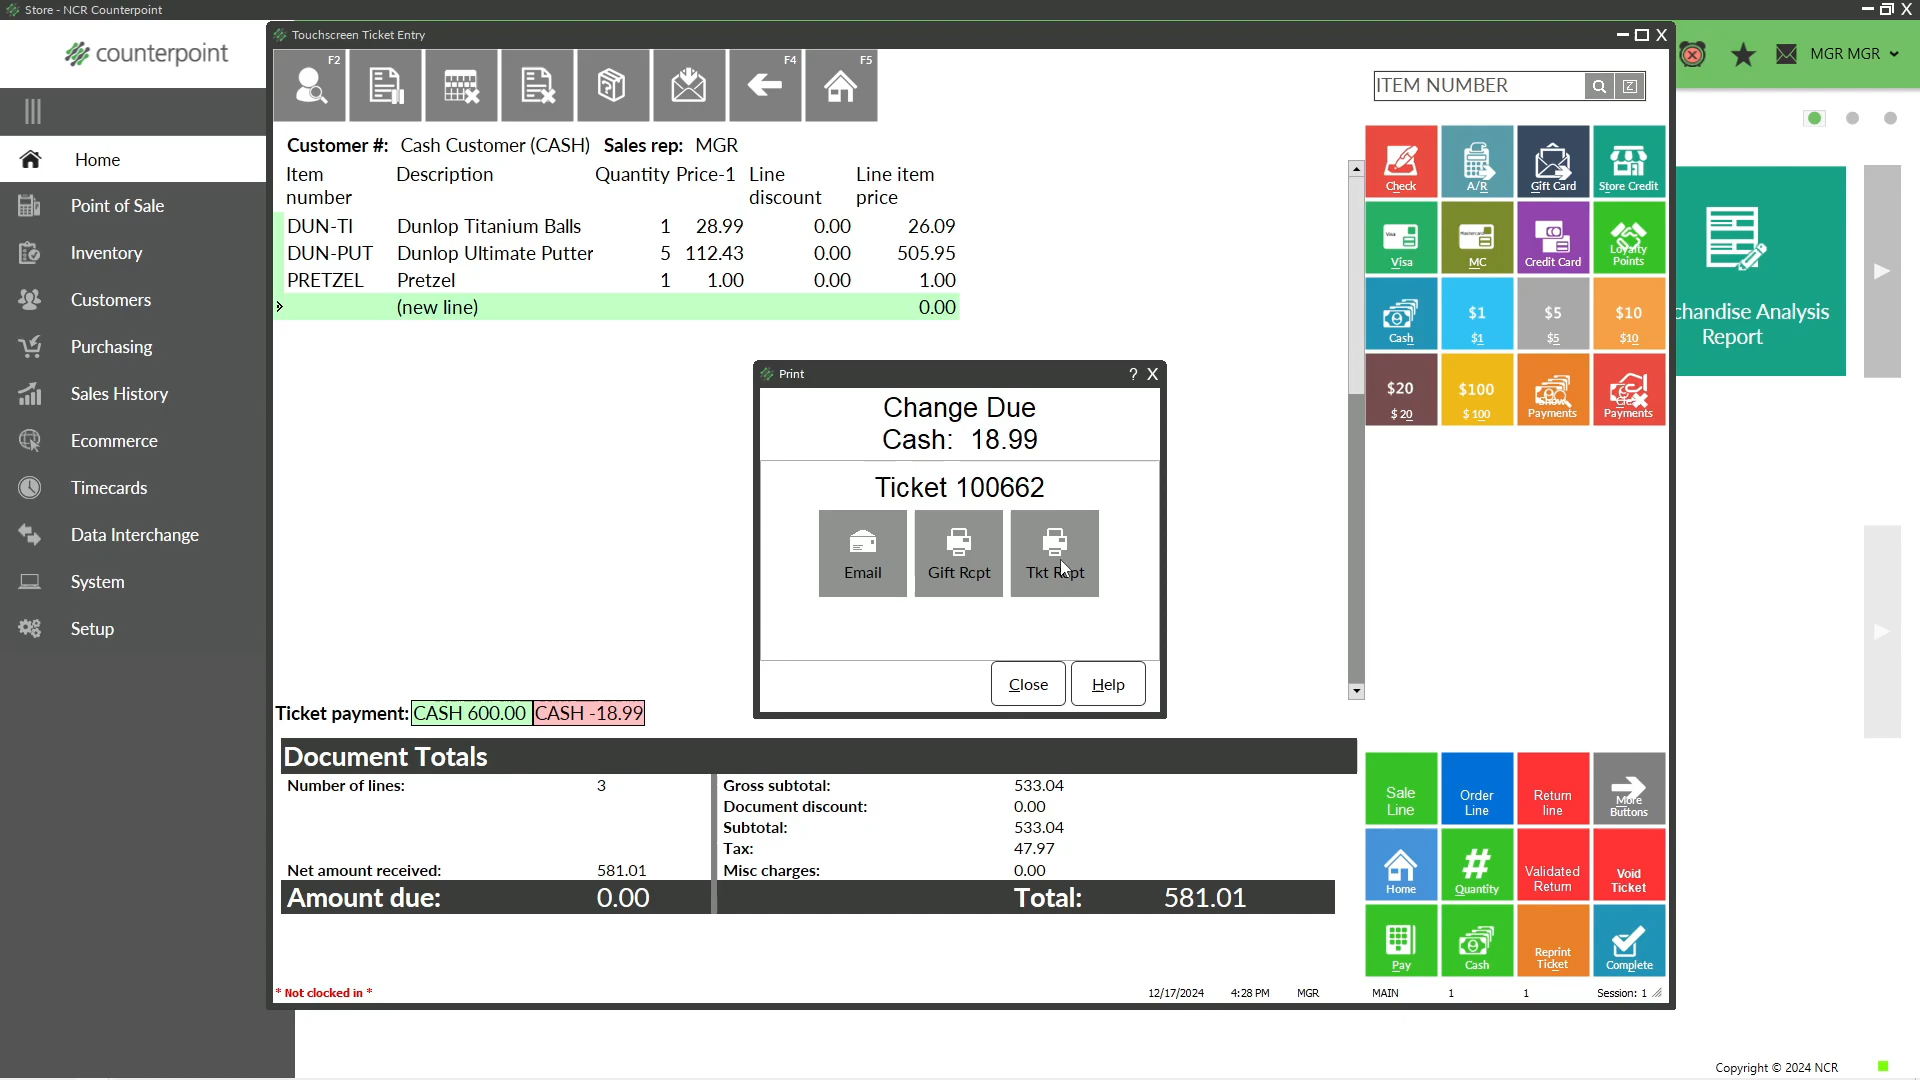 Store - NCR Counterpoint
counterpoint
Home
Point of Sale
Inventory
Customers
Purchasing
Sales History
Ecommerce
Timecards
Data Interchange
System
Setup
Touchscreen Ticket Entry
F2
F4
F5
ITEM NUMBER
MGR MGR
Customer #: Cash Customer (CASH) Sales rep: MGR
Item number Description Quantity Price-1 Line discount Line item price
DUN-TI Dunlop Titanium Balls 1 28.99 0.00 26.09
DUN-PUT Dunlop Ultimate Putter 5 112.43 0.00 505.95
PRETZEL Pretzel 1 1.00 0.00 1.00
(new line) 0.00
Print
? X
Change Due
Cash: 18.99
Ticket 100662
Email Gift Rcpt Tkt Rcpt
Close Help
Check A/R Gift Card Store Credit
Visa MC Credit Card Loyalty Points
Cash $1 $1 $5 $5 $10 $10
$20 $20 $100 $100 Show Payments Clear Payments
chandise Analysis
Report
Ticket payment: CASH 600.00 CASH -18.99
Document Totals
Number of lines: 3
Gross subtotal: 533.04
Document discount: 0.00
Subtotal: 533.04
Tax: 47.97
Net amount received: 581.01
Misc charges: 0.00
Amount due: 0.00
Total: 581.01
Sale Line Order Line Return line More Buttons
Home # Quantity Validated Return Void Ticket
Pay Cash Reprint Ticket Complete
* Not clocked in *
12/17/2024 4:28 PM MGR MAIN 1 1 Session: 1
Copyright © 2024 NCR